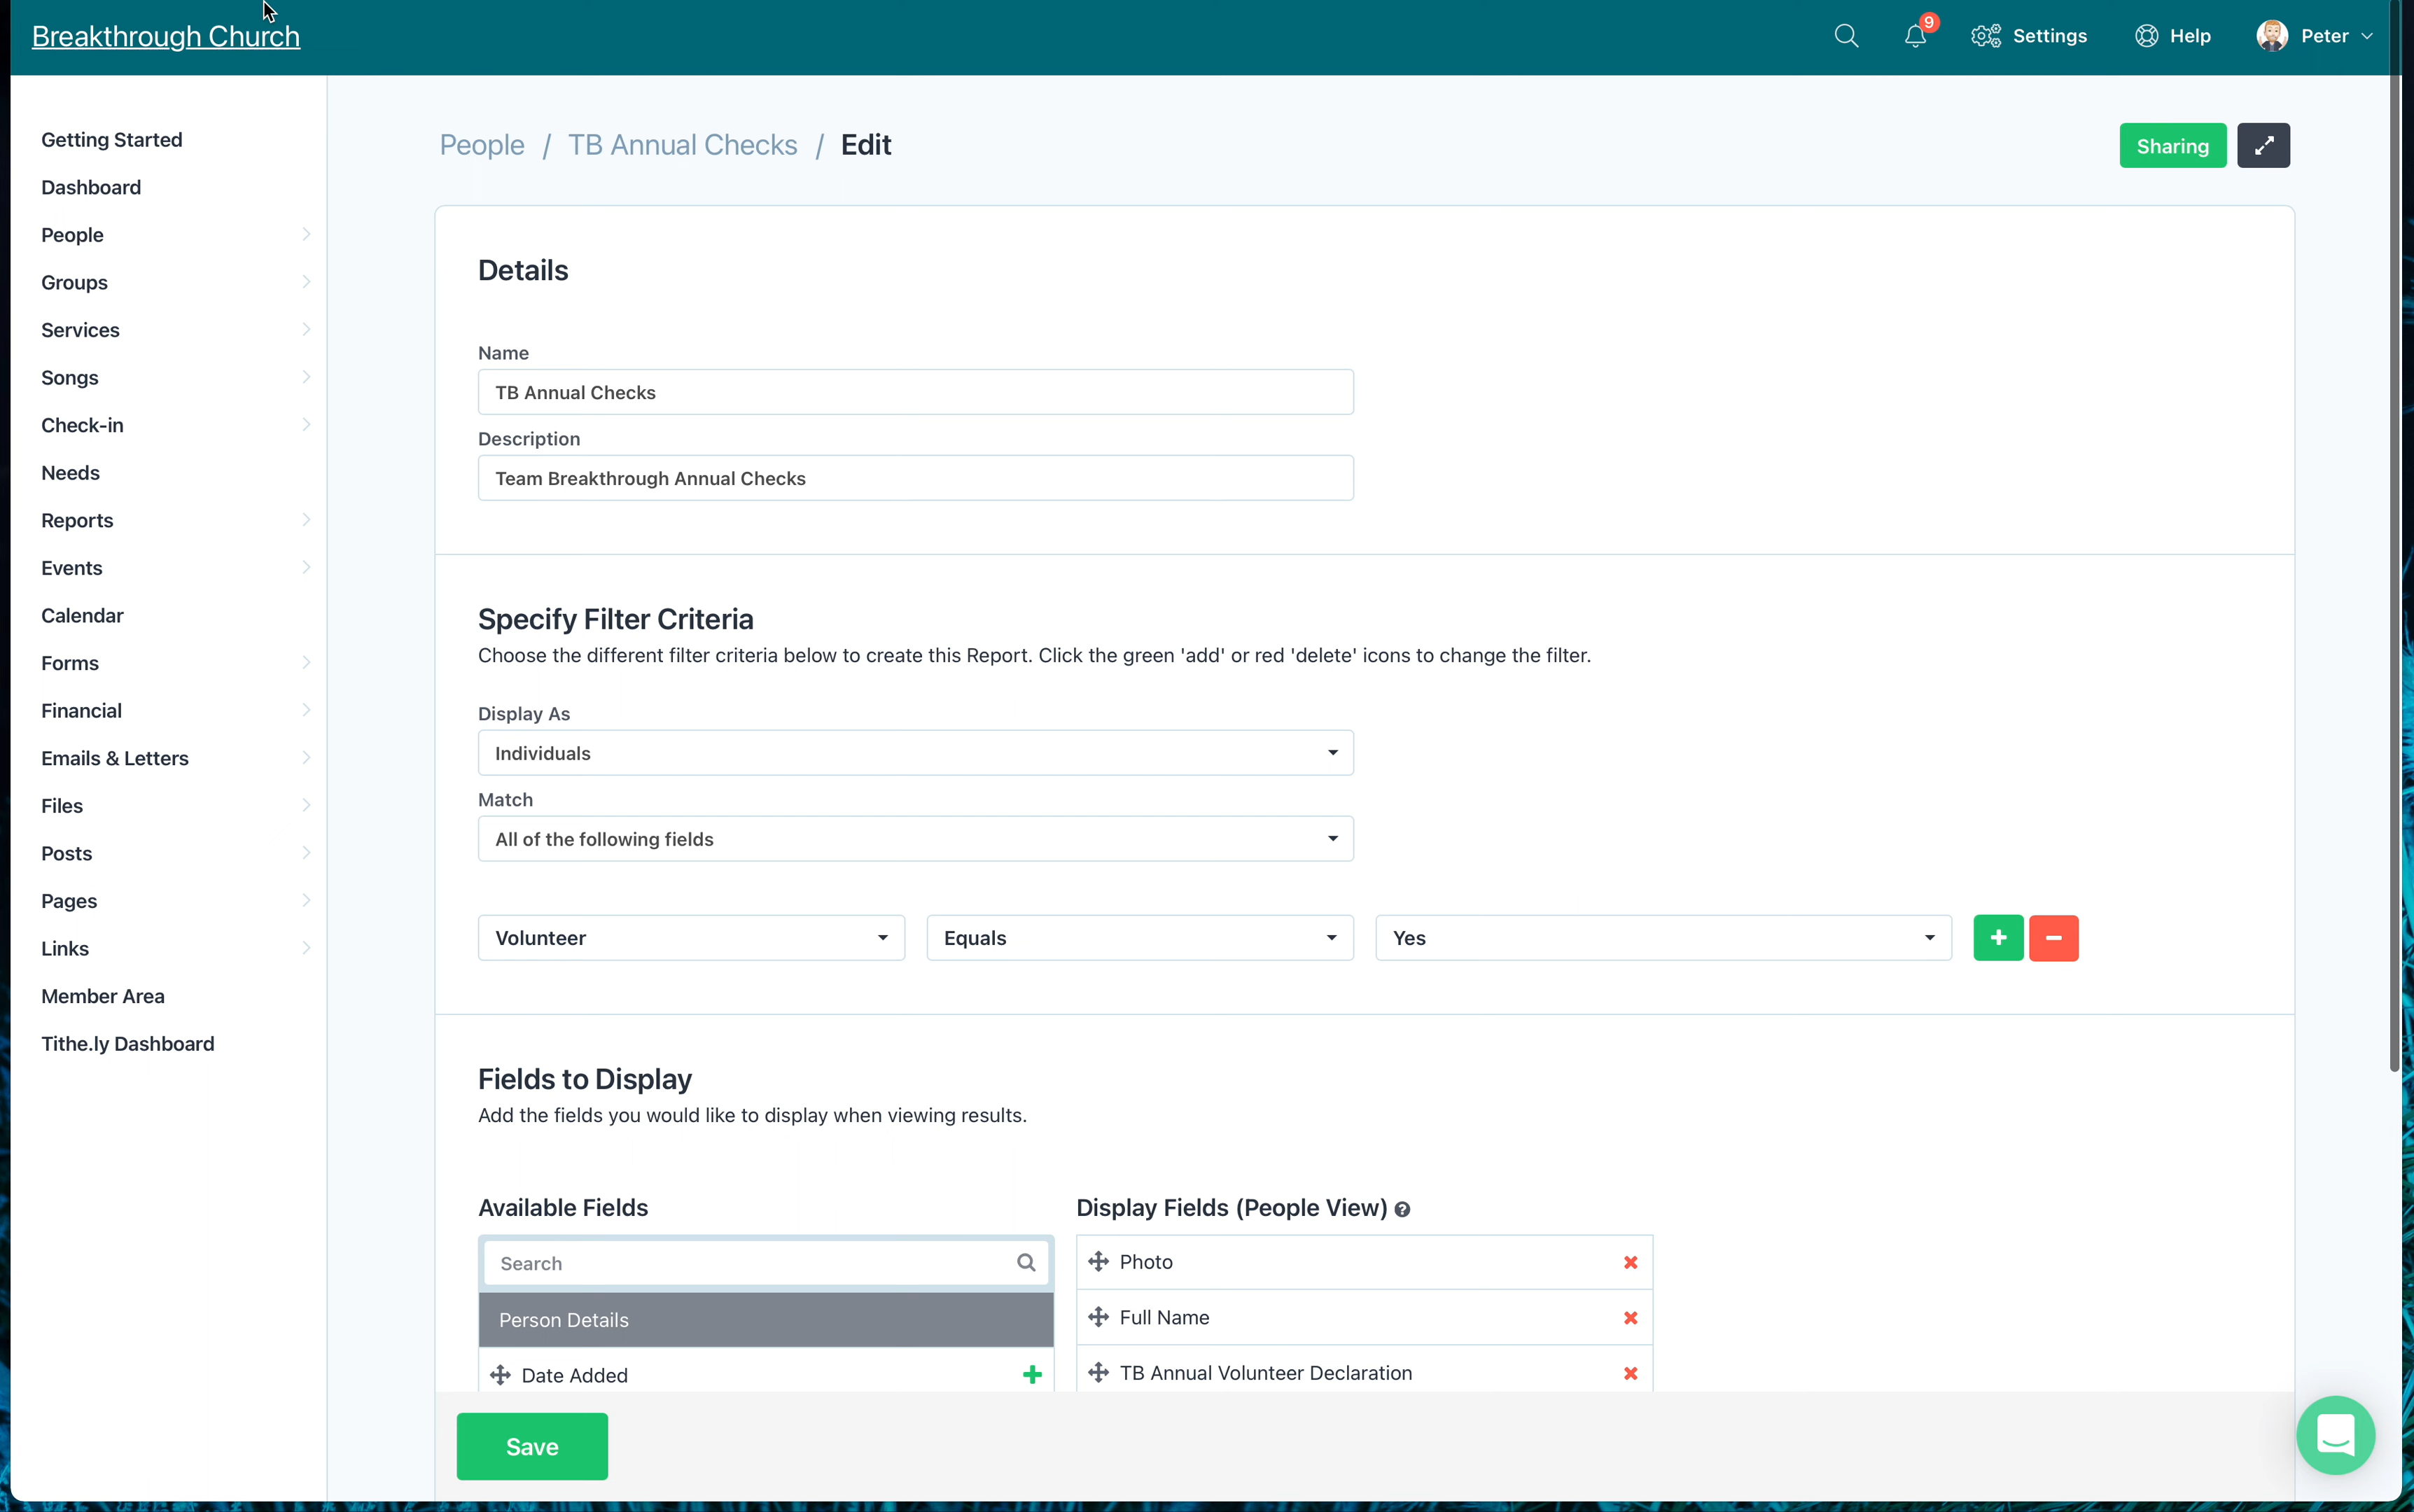 Breakthrough Church
9
Settings
Help
Peter
Getting Started
Dashboard
People
Groups
Services
Songs
Check-in
Needs
Reports
Events
Calendar
Forms
Financial
Emails & Letters
Files
Posts
Pages
Links
Member Area
Tithe.ly Dashboard
People / TB Annual Checks / Edit
Sharing
Details
Name
TB Annual Checks
Description
Team Breakthrough Annual Checks
Specify Filter Criteria
Choose the different filter criteria below to create this Report. Click the green 'add' or red 'delete' icons to change the filter.
Display As
Individuals
Match
All of the following fields
Volunteer
Equals
Yes
Fields to Display
Add the fields you would like to display when viewing results.
Available Fields
Search
Person Details
Date Added
Display Fields (People View)
Photo
Full Name
TB Annual Volunteer Declaration
Save